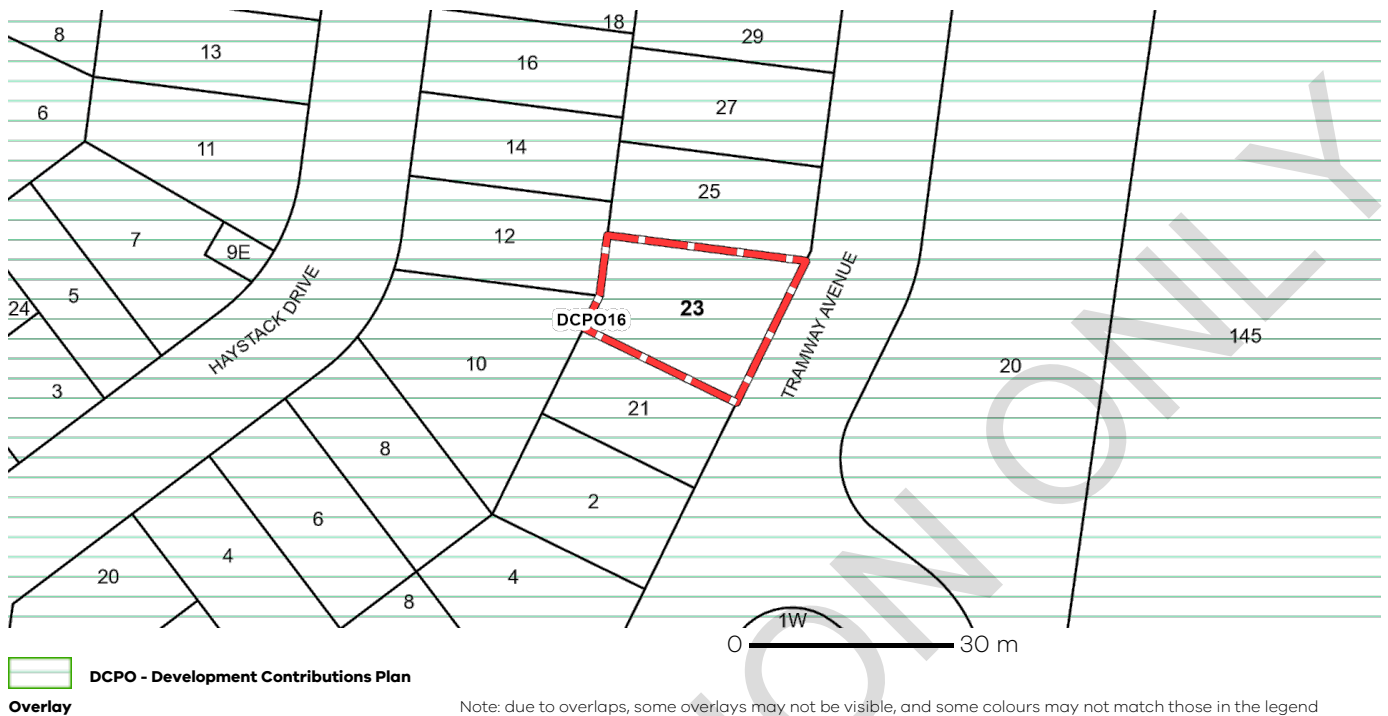 18
8
13
29
16
27
6
14
11
25
12
7
9E
5
24
HAYSTACK DRIVE
DCPO16
23
TRAMWAY AVENUE
145
10
20
3
21
8
2
6
4
20
4
8
1W
0 30 m
DCPO - Development Contributions Plan
Overlay
Note: due to overlaps, some overlays may not be visible, and some colours may not match those in the legend
ON ONLY